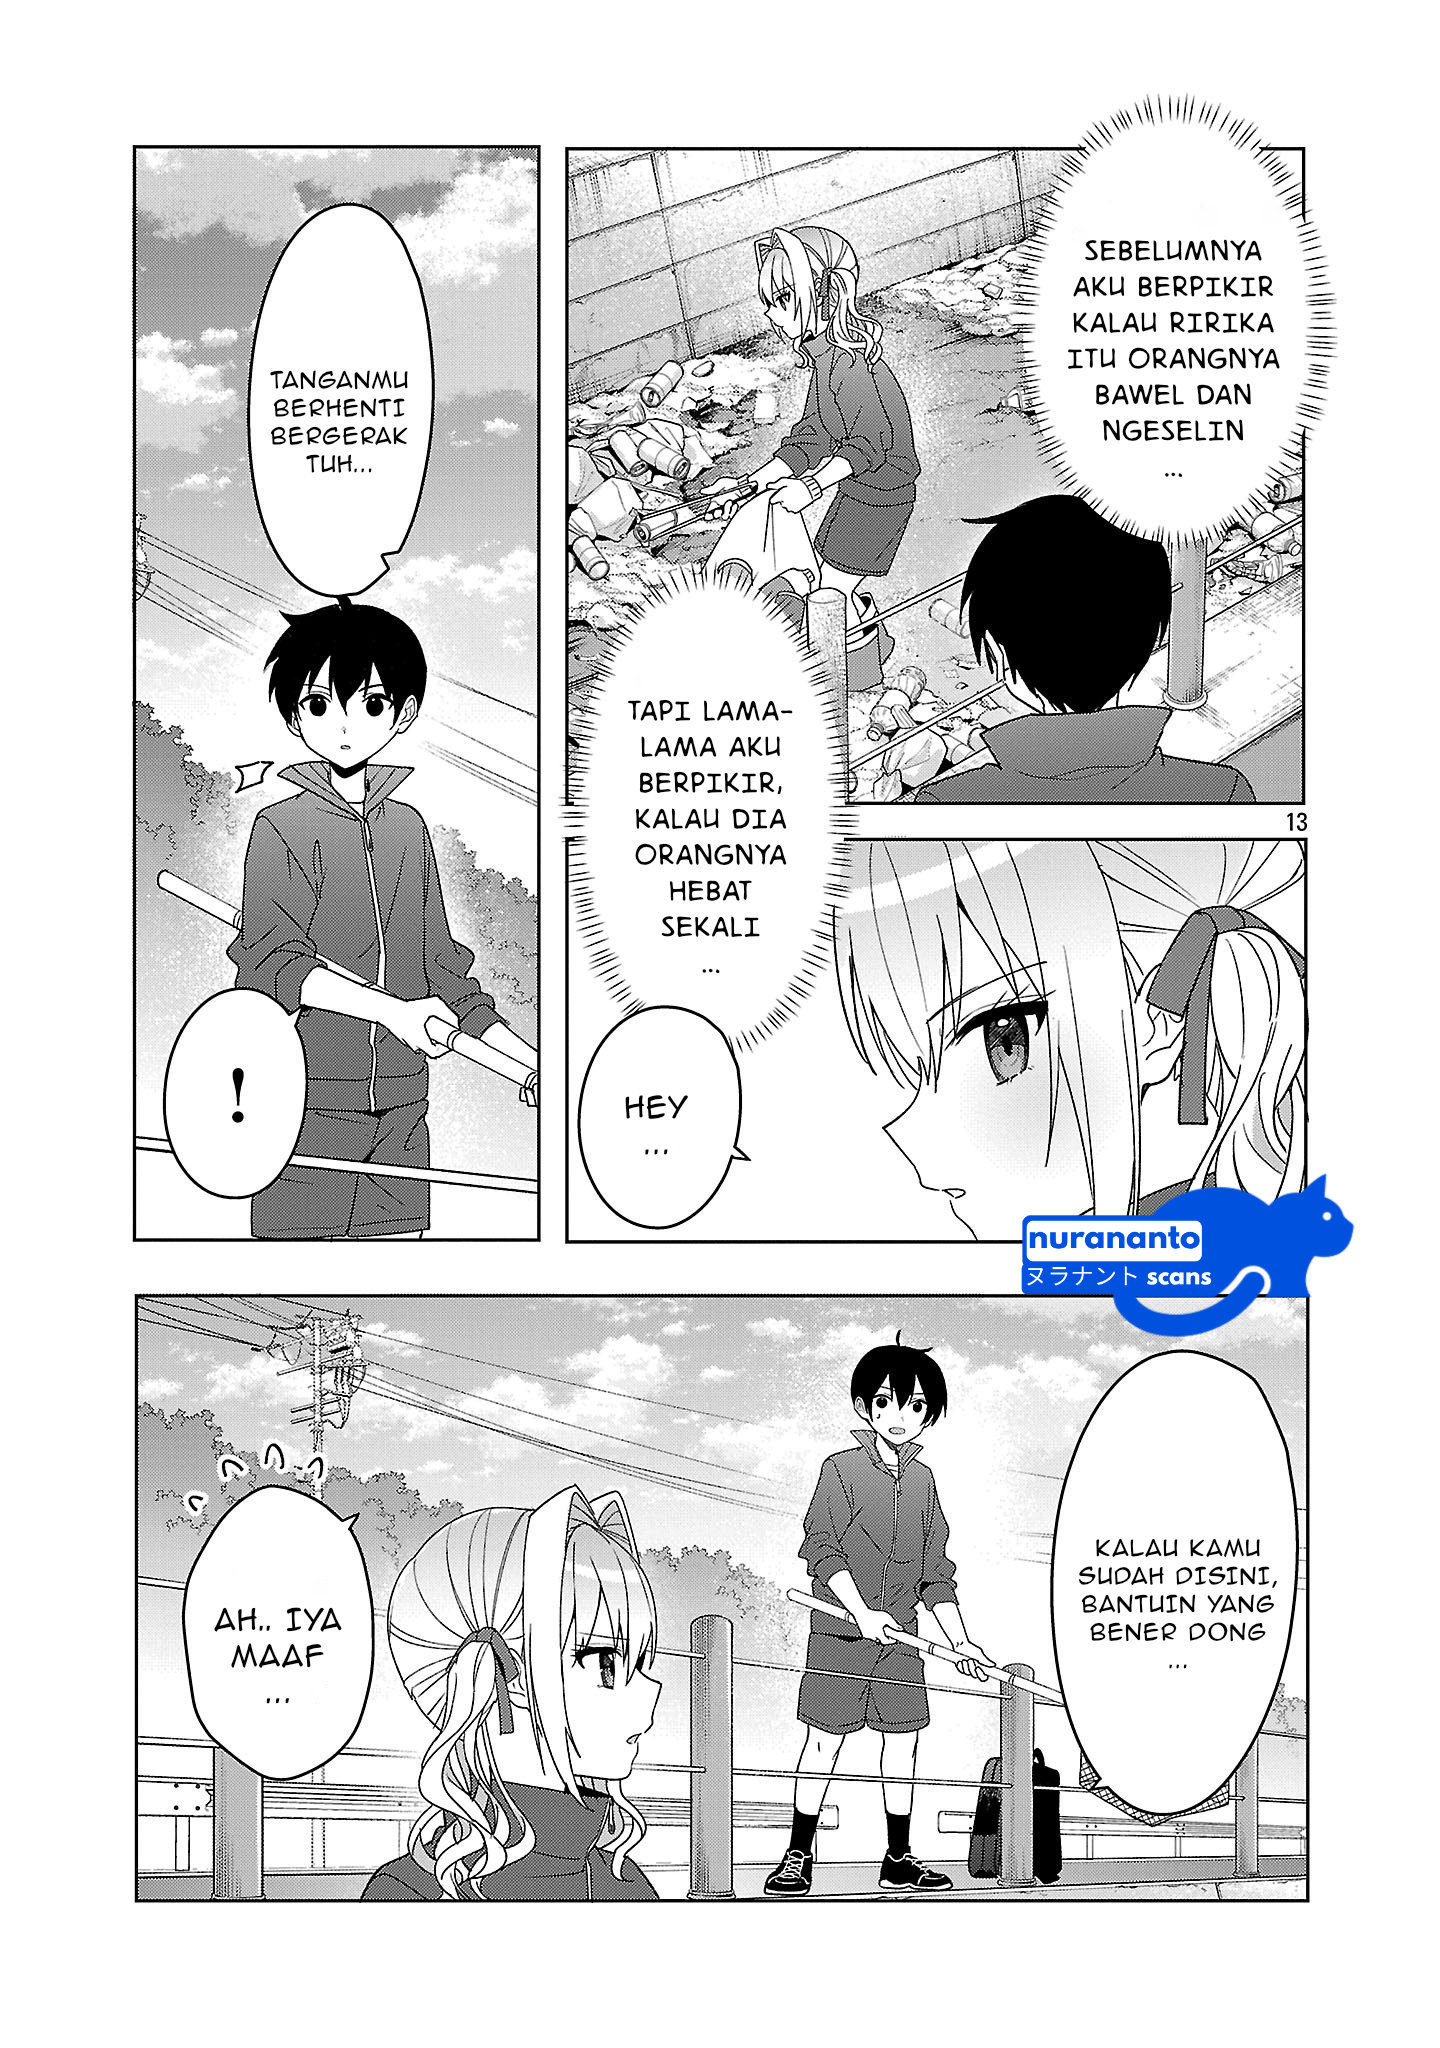 SEBELUMNYA
AKU BERPIKIR
KALAU RIRIKA
ITU ORANGNYA
BAWEL DAN
NGESELIN
...
TAPI LAMA-
LAMA AKU
BERPIKIR,
KALAU DIA
ORANGNYA
HEBAT
SEKALI
...
13
HEY
...
TANGANMU
BERHENTI
BERGERAK
TUH...
!
nurananto
ヌラナント scans
KALAU KAMU
SUDAH DISINI,
BANTUIN YANG
BENER DONG
...
AH.. IYA
MAAF
...